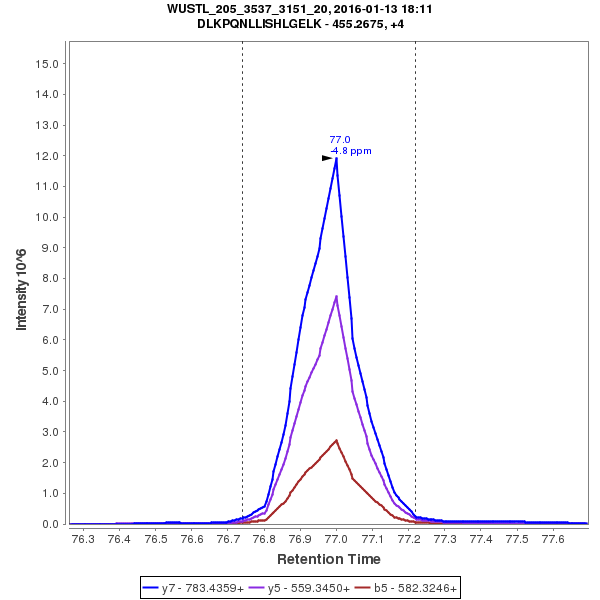 WUSTL_205_3537_3151_20, 2016-01-13 18:11
DLKPQNLLISHLGELK - 455.2675, +4
15.0
14.0
13.0
12.0
11.0
10.0
9.0
8.0
7.0
6.0
5.0
4.0
3.0
2.0
1.0
0.0
Intensity 10^6
77.0
-4.8 ppm
76.3 76.4 76.5 76.6 76.7 76.8 76.9 77.0 77.1 77.2 77.3 77.4 77.5 77.6
Retention Time
y7 - 783.4359+ y5 - 559.3450+ b5 - 582.3246+